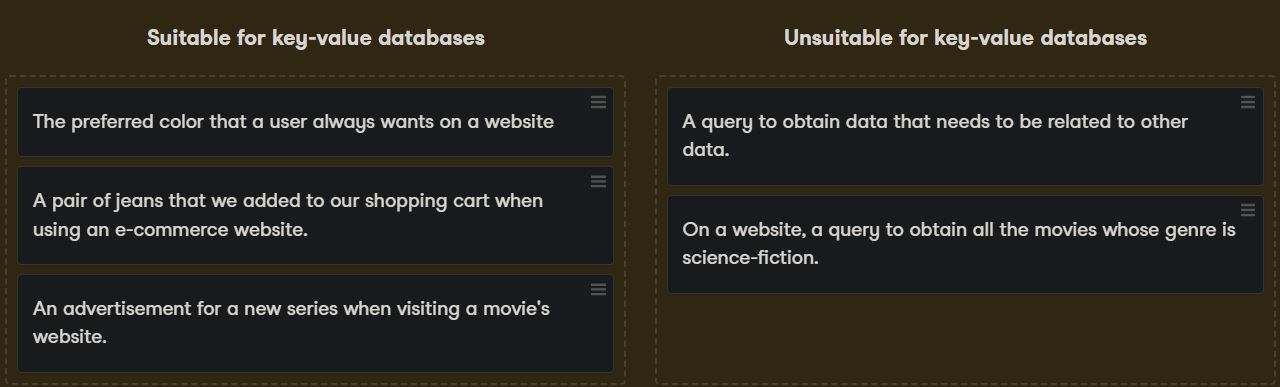 Suitable for key-value databases
The preferred color that a user always wants on a website
A pair of jeans that we added to our shopping cart when
using an e-commerce website.
An advertisement for a new series when visiting a movie's
website.
Unsuitable for key-value databases
A query to obtain data that needs to be related to other
data.
On a website, a query to obtain all the movies whose genre is
science-fiction.